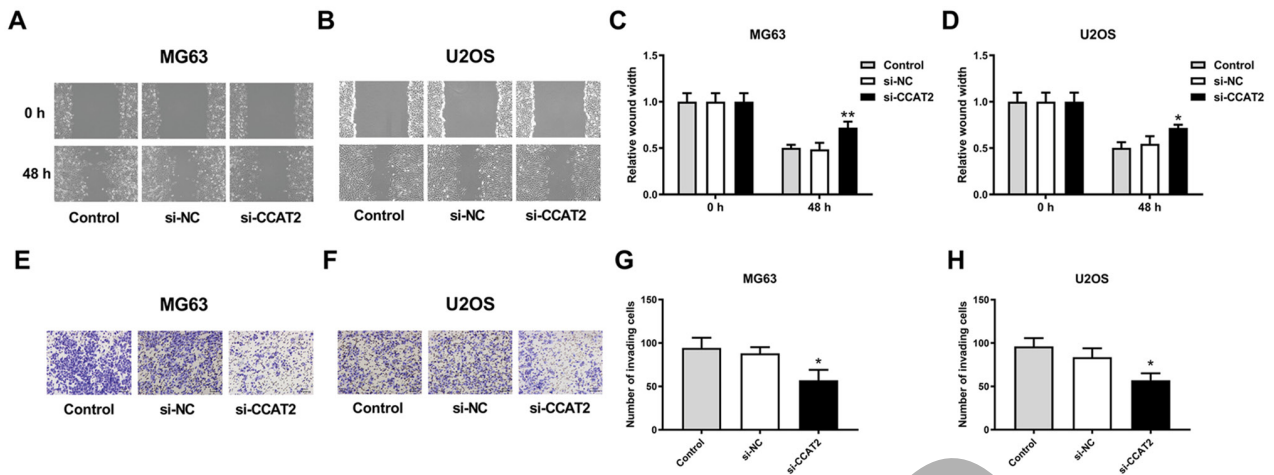 A
MG63
0 h
48 h
Control si-NC si-CCAT2
B
U2OS
Control si-NC si-CCAT2
C
MG63
Relative wound width
1.5
1.0
0.5
0.0
0 h 48 h
**
Control
si-NC
si-CCAT2
D
U2OS
Relative wound width
1.5
1.0
0.5
0.0
0 h 48 h
*
Control
si-NC
si-CCAT2
E
MG63
Control si-NC si-CCAT2
F
U2OS
Control si-NC si-CCAT2
G
MG63
Number of invading cells
150
100
50
0
*
Control si-NC si-CCAT2
H
U2OS
Number of invading cells
150
100
50
0
*
Control si-NC si-CCAT2